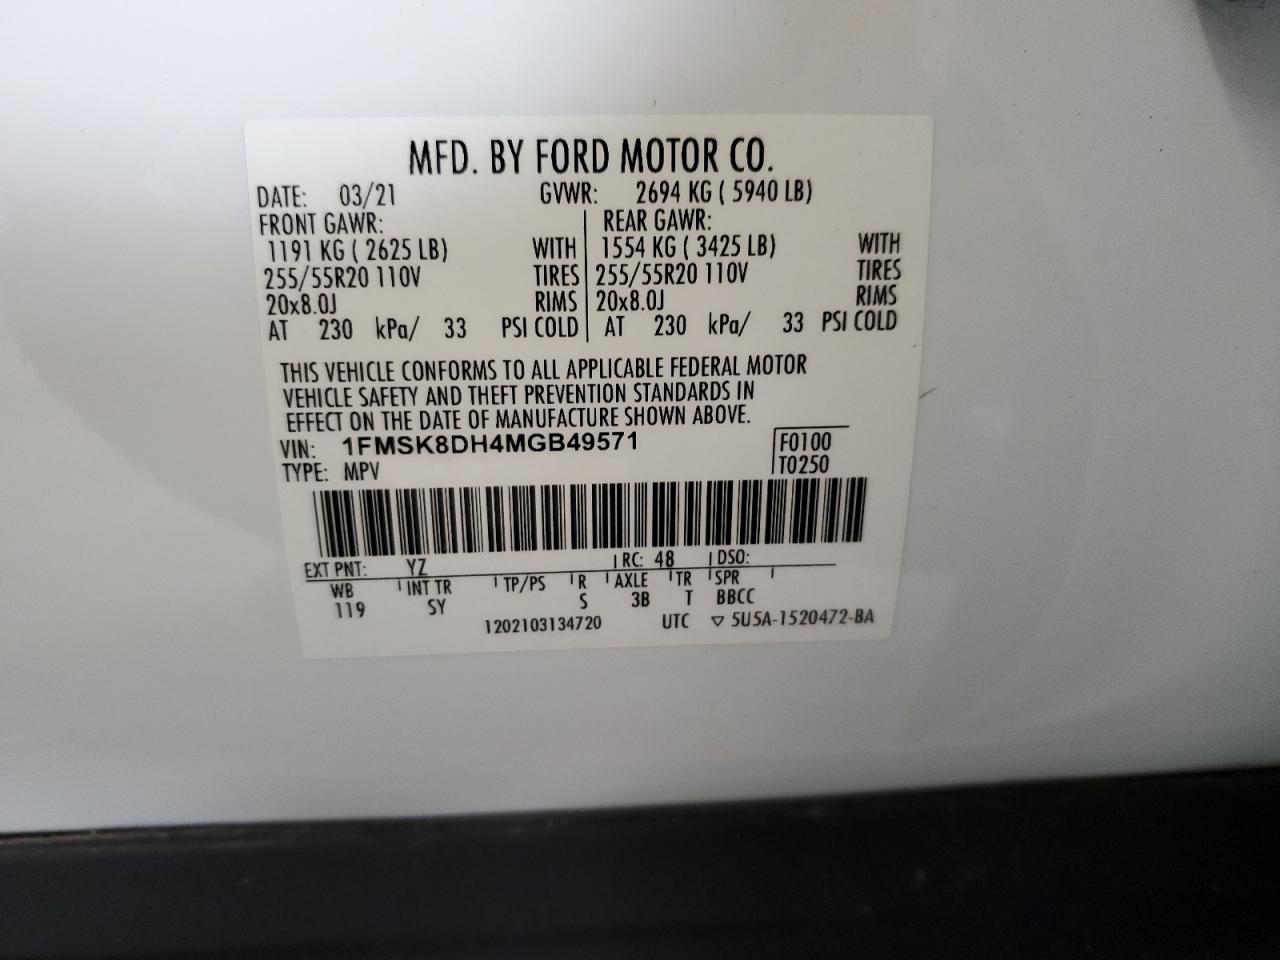 MFD. BY FORD MOTOR CO.
DATE: 03/21 GVWR: 2694 KG ( 5940 LB)
FRONT GAWR: REAR GAWR:
1191 KG ( 2625 LB) WITH 1554 KG ( 3425 LB) WITH
255/55R20 110V TIRES 255/55R20 110V TIRES
20x8.0J RIMS 20x8.0J RIMS
AT 230 kPa/ 33 PSI COLD AT 230 kPa/ 33 PSI COLD
THIS VEHICLE CONFORMS TO ALL APPLICABLE FEDERAL MOTOR
VEHICLE SAFETY AND THEFT PREVENTION STANDARDS IN
EFFECT ON THE DATE OF MANUFACTURE SHOWN ABOVE.
VIN: 1FMSK8DH4MGB49571 F0100
TYPE: MPV T0250
EXT PNT: YZ RC: 48 DSO:
WB INT TR TP/PS R AXLE TR SPR
119 SY S 3B T BBCC
1202103134720 UTC ▽ 5U5A-1520472-BA